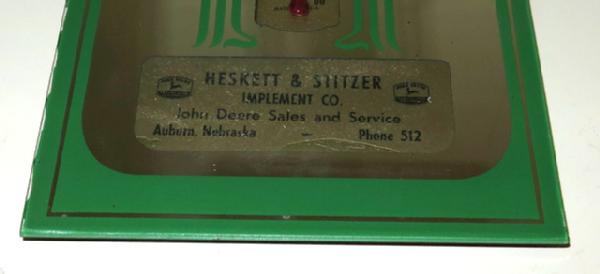 HESKETT & STITZER
IMPLEMENT CO.
John Deere Sales and Service
Auburn, Nebraska — Phone 512